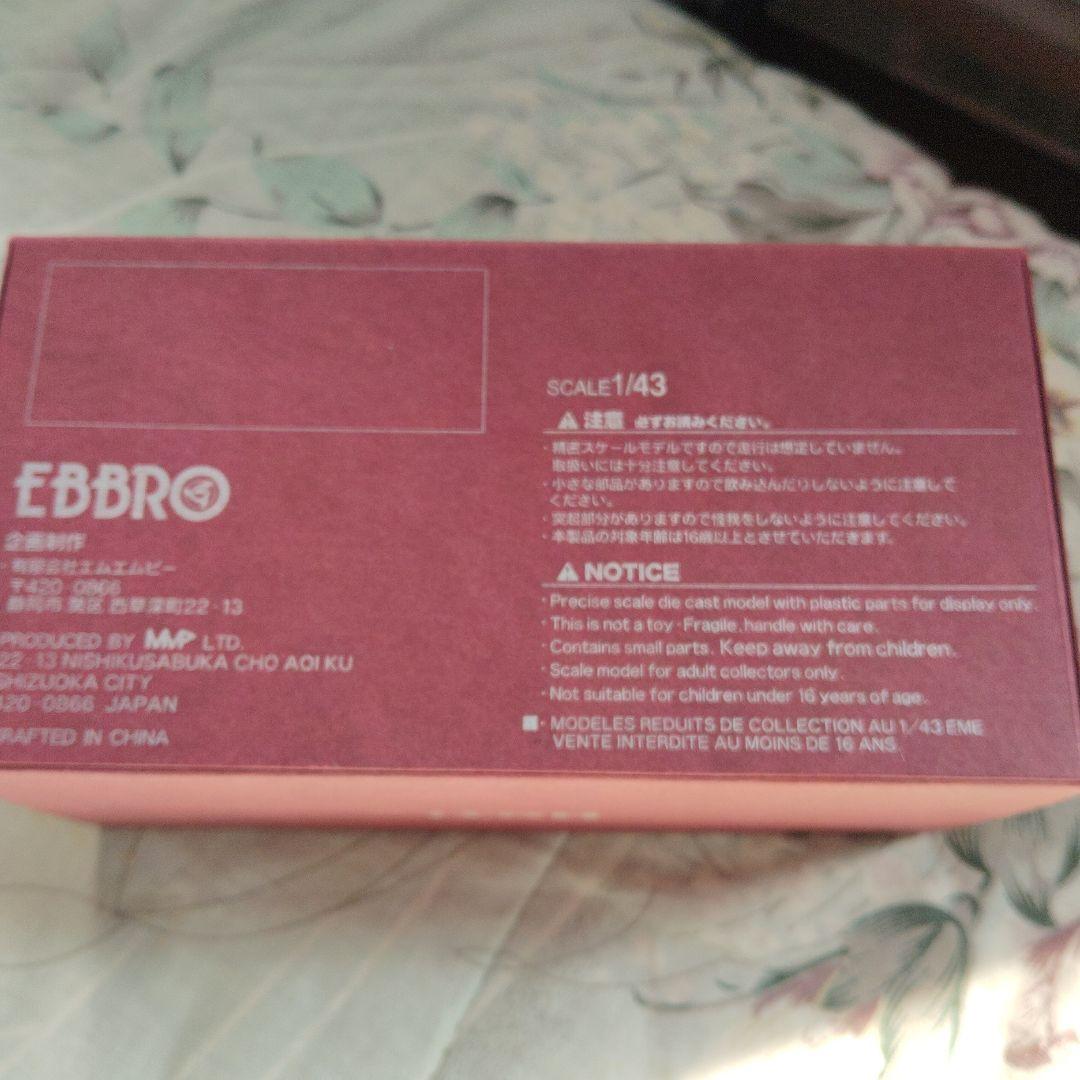 EBBRO
企画制作
有限会社エムエムピー
〒420-0866
静岡市 葵区 西草深町22-13
PRODUCED BY MMP LTD.
22-13 NISHIKUSABUKA CHO AOI KU
SHIZUOKA CITY
420-0866 JAPAN
CRAFTED IN CHINA
SCALE1/43
注意 必ずお読みください。
・精密スケールモデルですので走行は想定していません。
取扱いには十分注意してください。
・小さな部品がありますので飲み込んだりしないように注意して
ください。
・突起部分がありますので怪我をしないように注意してください。
・本製品の対象年齢は16歳以上とさせていただきます。
NOTICE
・Precise scale die cast model with plastic parts for display only.
・This is not a toy・Fragile,handle with care.
・Contains small parts. Keep away from children.
・Scale model for adult collectors only.
・Not suitable for children under 16 years of age.
■・MODELES REDUITS DE COLLECTION AU 1/43 EME
VENTE INTERDITE AU MOINS DE 16 ANS